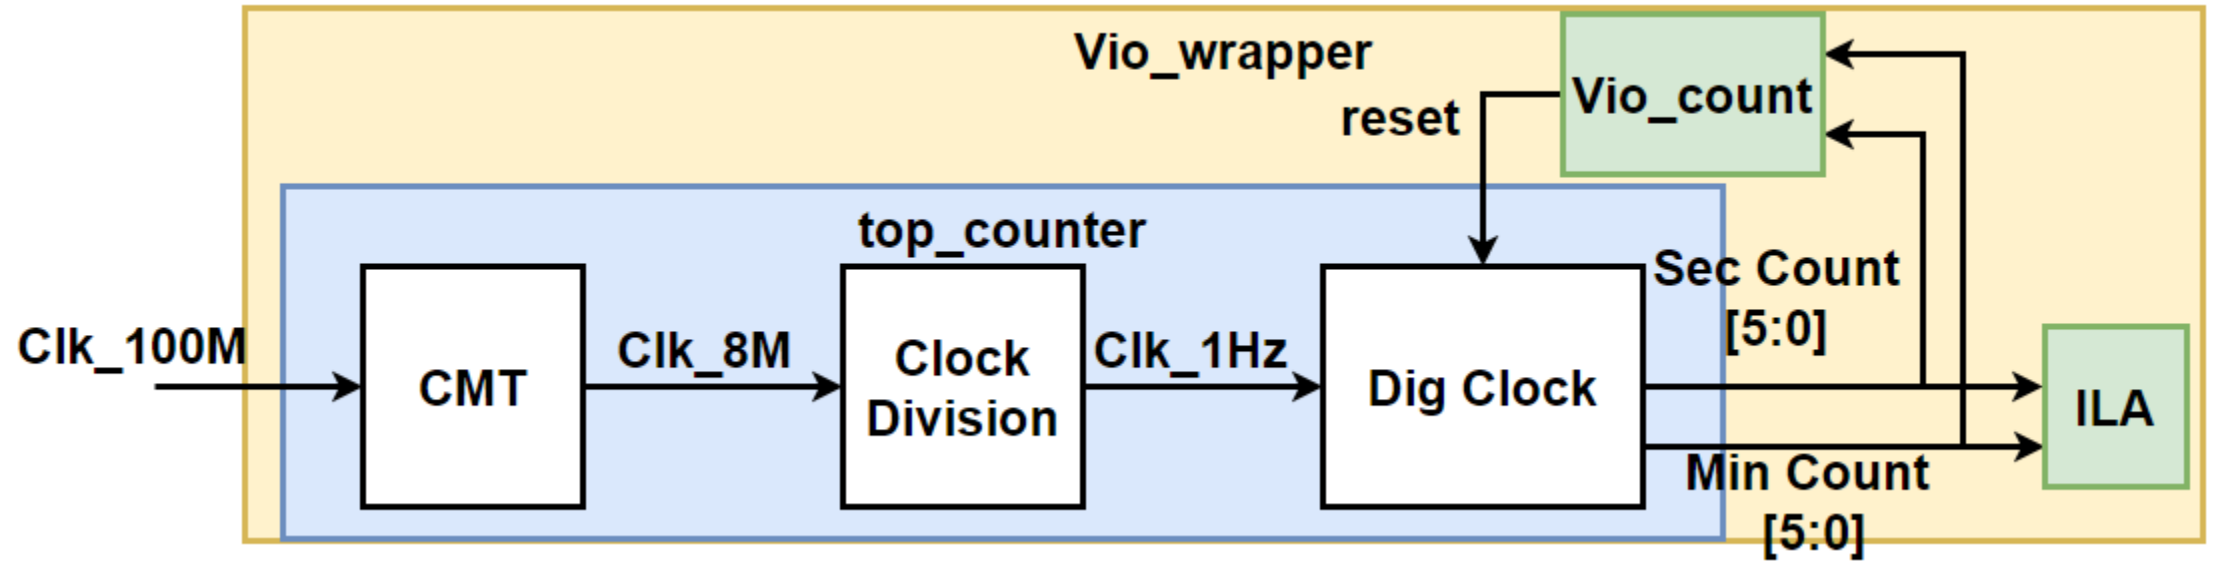 Vio_wrapper
reset
Vio_count
top_counter
Clk_100M
CMT
Clk_8M
Clock
Division
Clk_1Hz
Dig Clock
Sec Count
[5:0]
Min Count
[5:0]
ILA